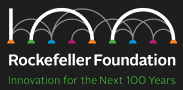 Rockefeller Foundation
Innovation for the Next 100 Years